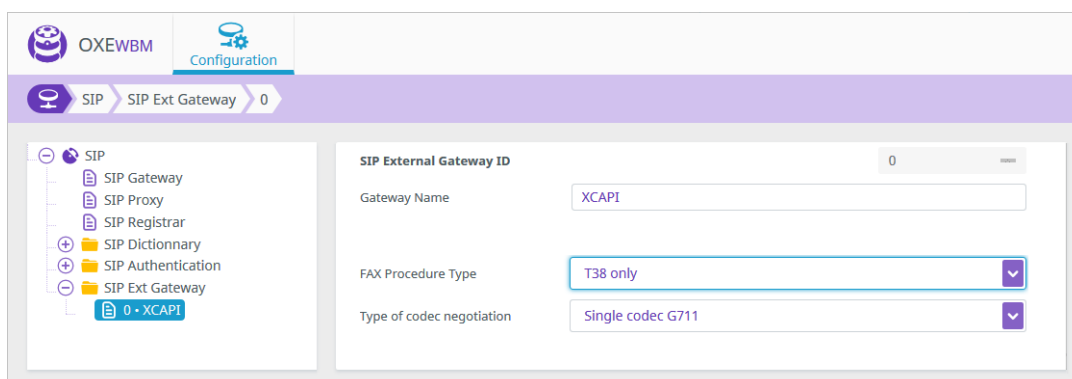 OXEWBM
Configuration
SIP
SIP Ext Gateway
0
SIP
SIP Gateway
SIP Proxy
SIP Registrar
SIP Dictionnary
SIP Authentication
SIP Ext Gateway
0 • XCAPI
SIP External Gateway ID 0
Gateway Name XCAPI
FAX Procedure Type T38 only
Type of codec negotiation Single codec G711